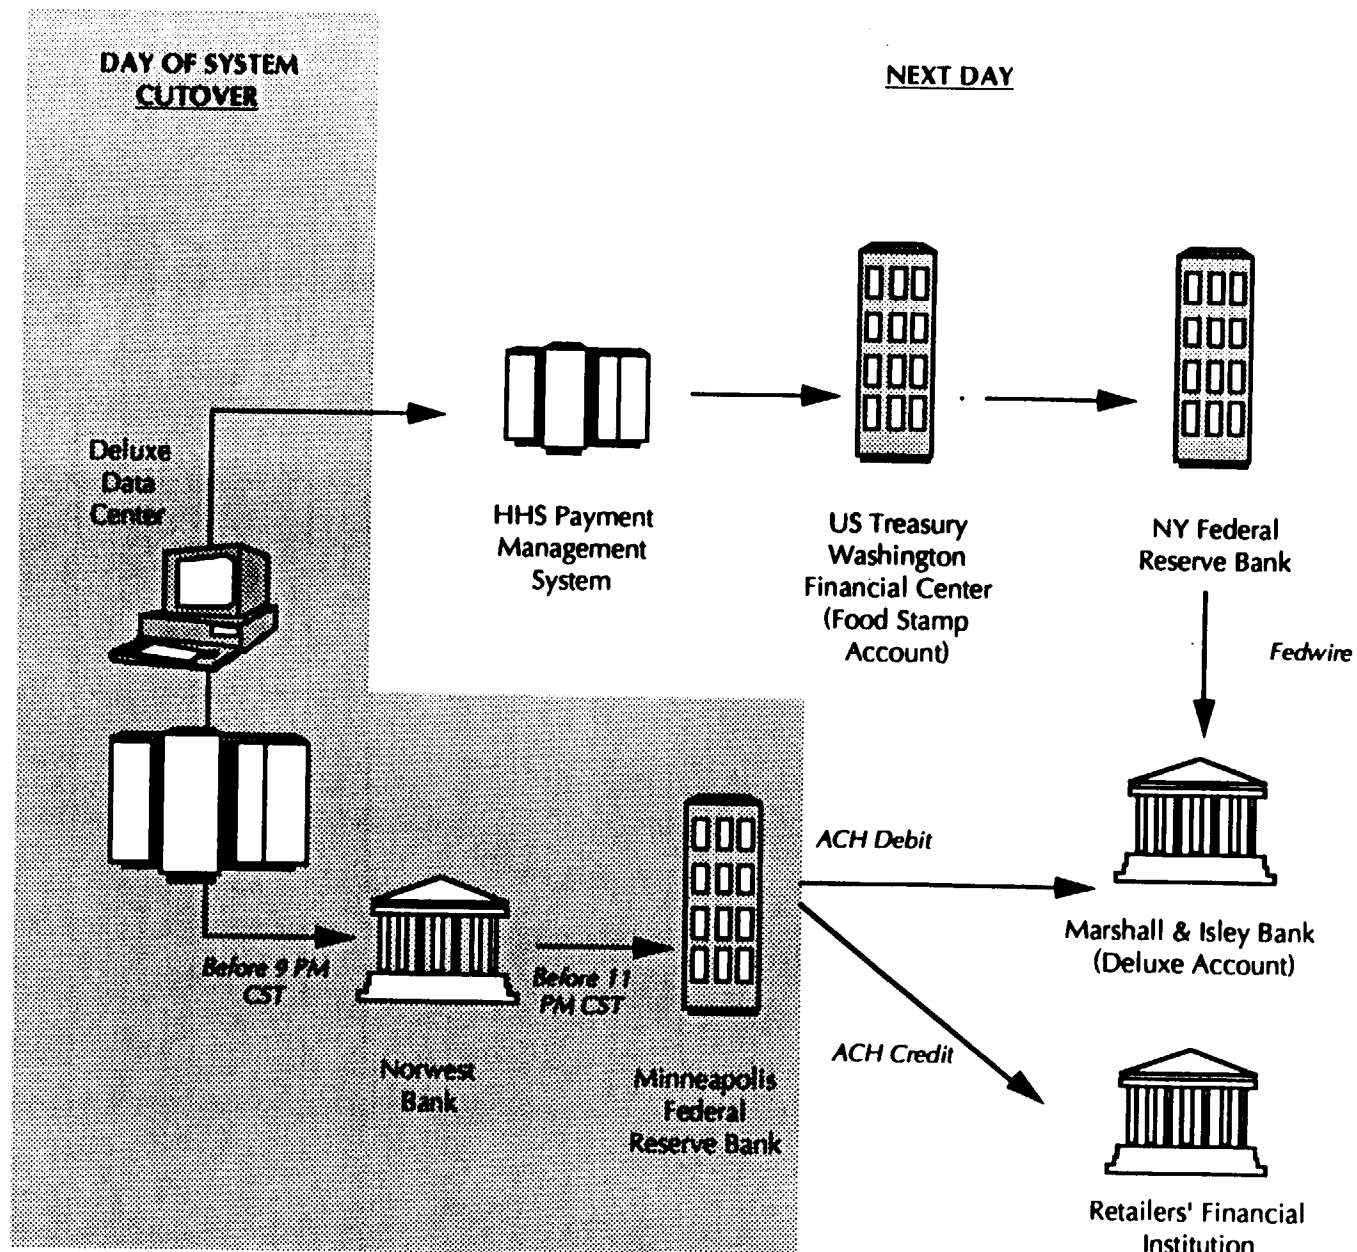 DAY OF SYSTEM
CUTOVER
NEXT DAY
Deluxe
Data
Center
HHS Payment
Management
System
US Treasury
Washington
Financial Center
(Food Stamp
Account)
NY Federal
Reserve Bank
Fedwire
ACH Debit
Marshall & Isley Bank
(Deluxe Account)
Before 9 PM
CST
Before 11
PM CST
Norwest
Bank
Minneapolis
Federal
Reserve Bank
ACH Credit
Retailers' Financial
Institution